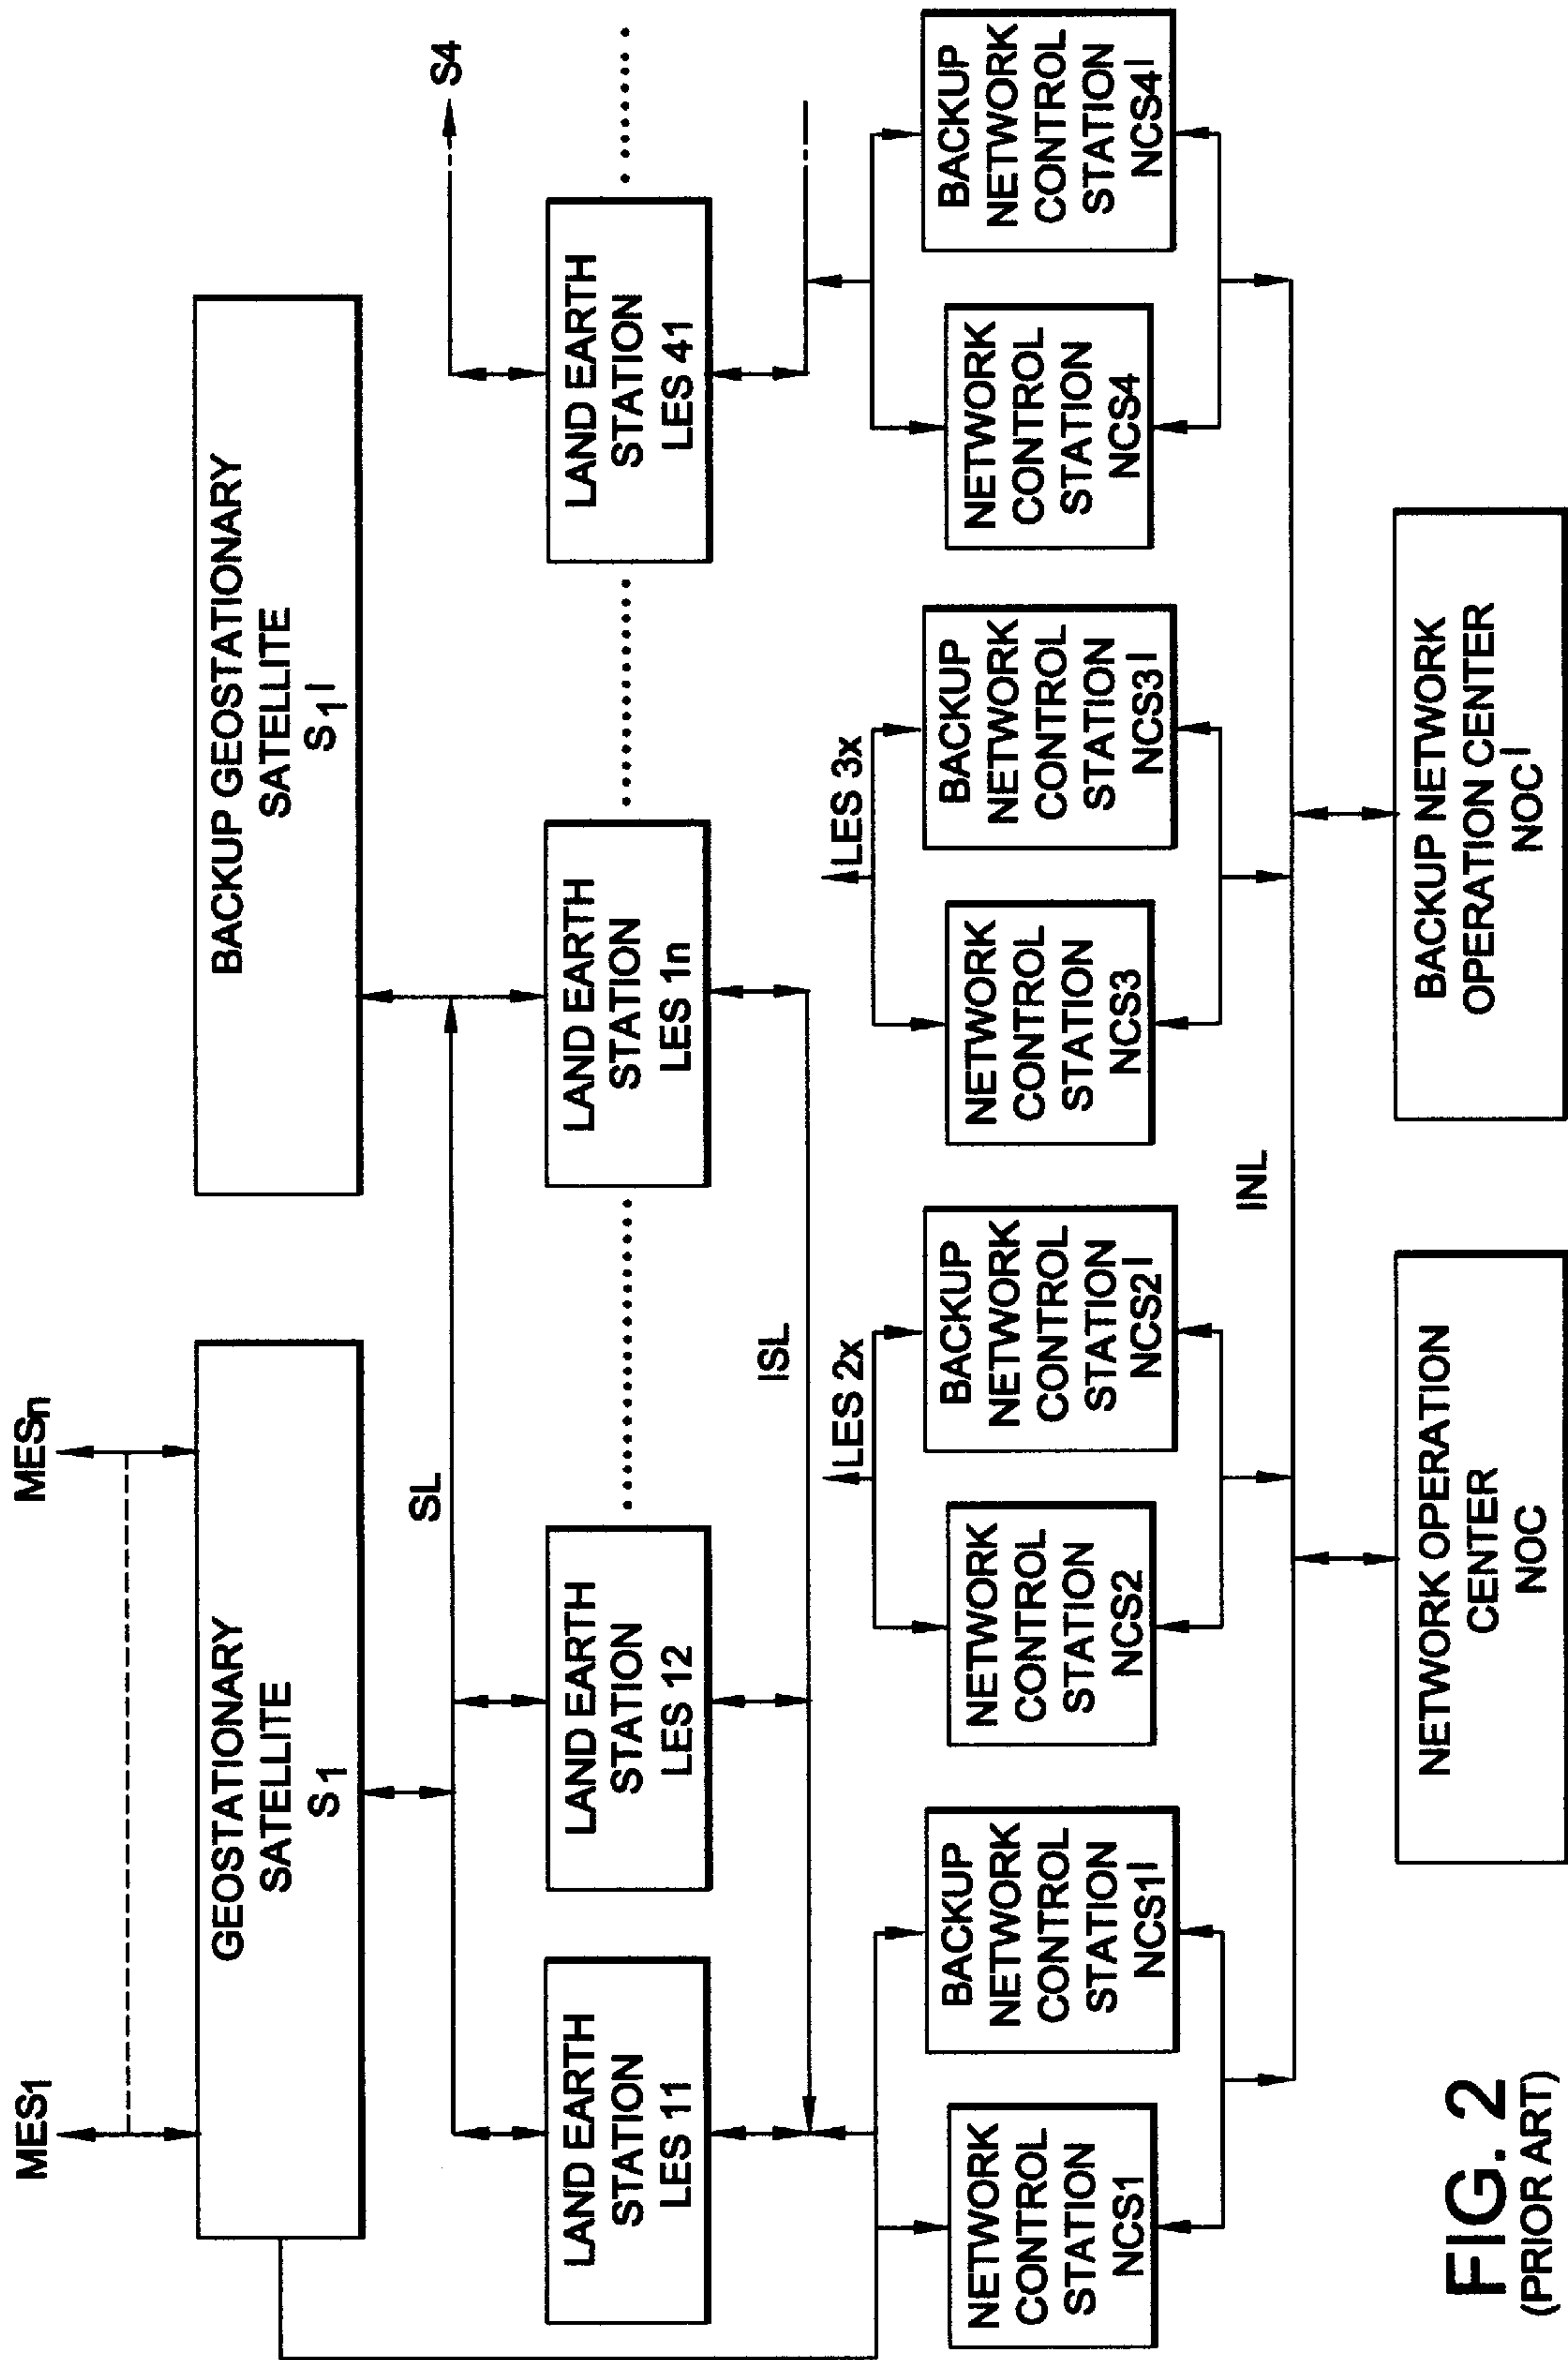 MES1
MESn
GEOSTATIONARY
SATELLITE
S1
BACKUP GEOSTATIONARY
SATELLITE
S1I
SL
S4
LAND EARTH
STATION
LES 11
LAND EARTH
STATION
LES 12
LAND EARTH
STATION
LES 1n
LAND EARTH
STATION
LES 41
ISL
LES 2x
LES 3x
NETWORK
CONTROL
STATION
NCS1
BACKUP
NETWORK
CONTROL
STATION
NCS1I
NETWORK
CONTROL
STATION
NCS2
BACKUP
NETWORK
CONTROL
STATION
NCS2I
NETWORK
CONTROL
STATION
NCS3
BACKUP
NETWORK
CONTROL
STATION
NCS3I
NETWORK
CONTROL
STATION
NCS4
BACKUP
NETWORK
CONTROL
STATION
NCS4I
INL
NETWORK OPERATION
CENTER
NOC
BACKUP NETWORK
OPERATION CENTER
NOCI
FIG. 2
(PRIOR ART)